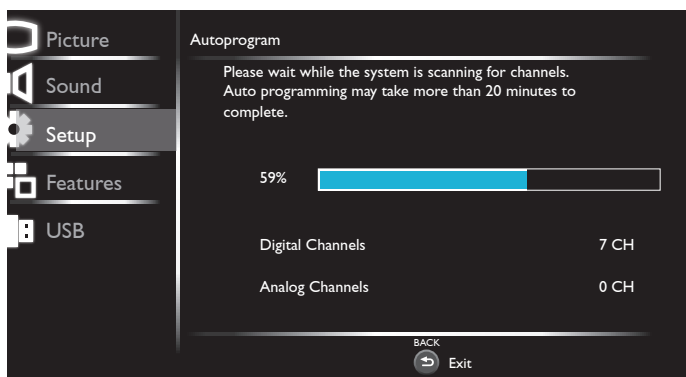 Picture
Sound
Setup
Features
USB
Autoprogram
Please wait while the system is scanning for channels.
Auto programming may take more than 20 minutes to
complete.
59%
Digital Channels 7 CH
Analog Channels 0 CH
BACK
Exit